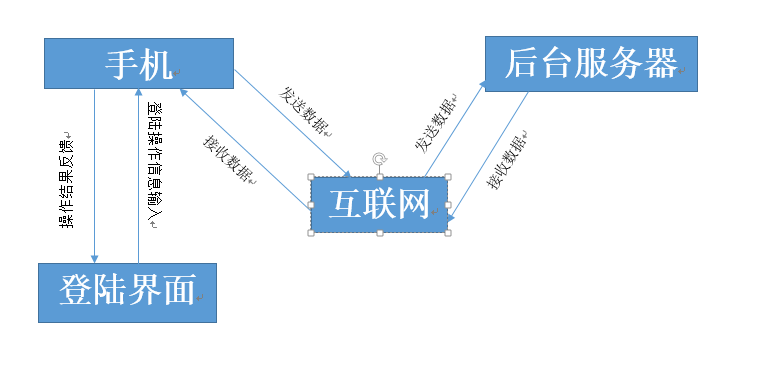 手机
后台服务器
发送数据
发送数据
接收数据
接收数据
操作结果反馈
登陆操作信息输入
互联网
登陆界面